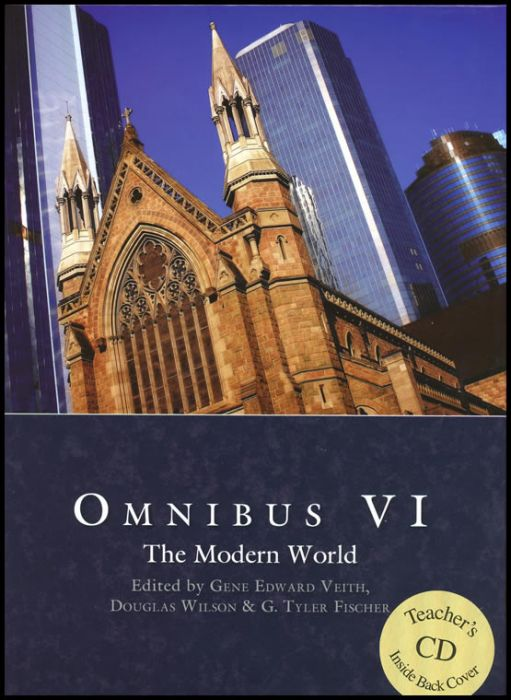 OMNIBUS VI
The Modern World
Edited by GENE EDWARD VEITH,
DOUGLAS WILSON & G. TYLER FISCHER
Teacher's
CD
Inside Back Cover